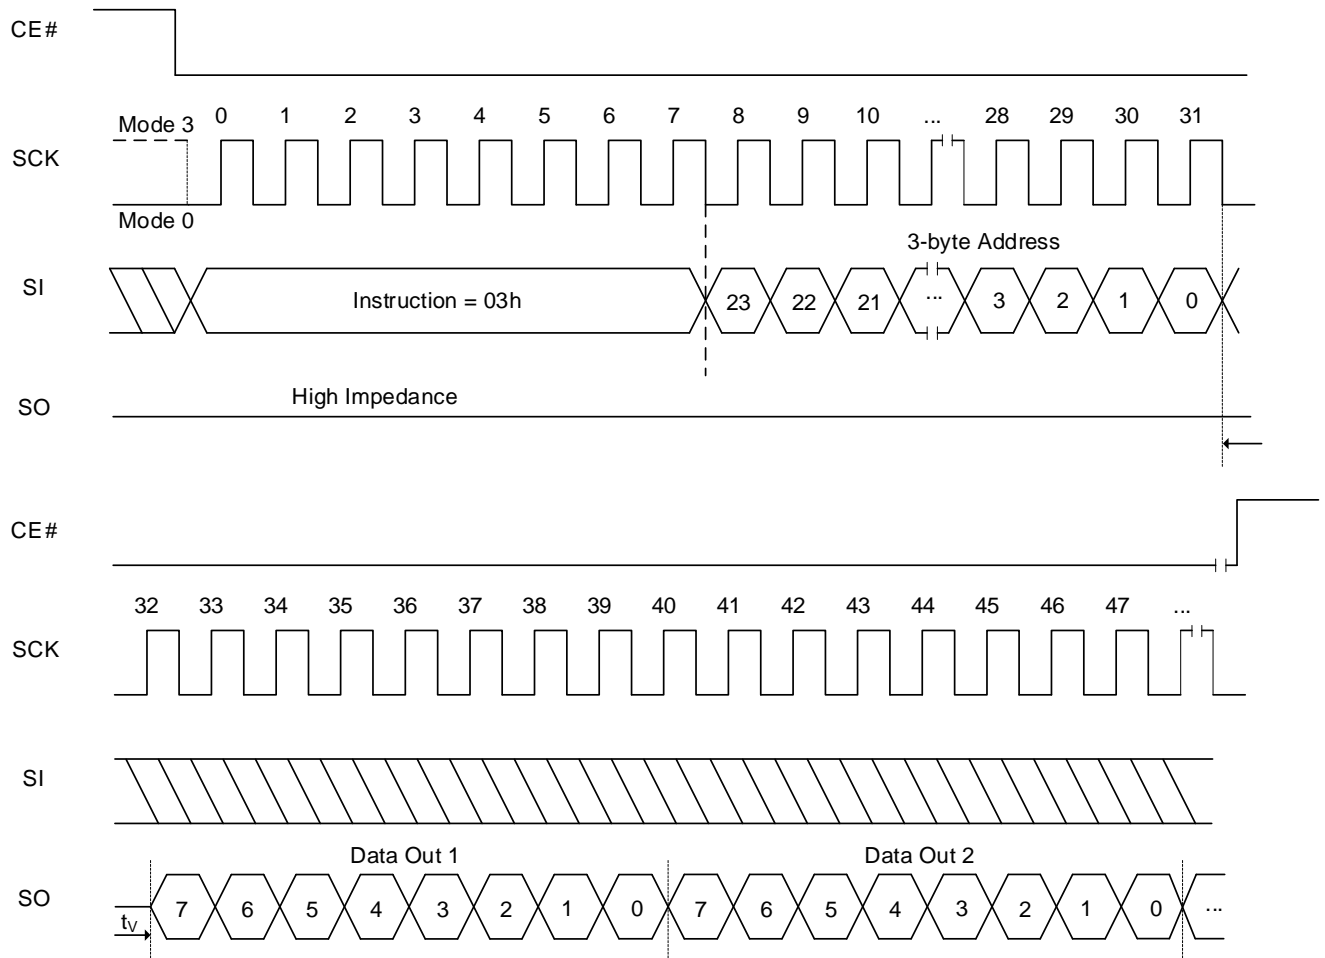 CE#
0 1 2 3 4 5 6 7 8 9 10 ... 28 29 30 31
Mode 3
SCK
Mode 0
3-byte Address
SI
Instruction = 03h 23 22 21 ... 3 2 1 0
High Impedance
SO
CE#
32 33 34 35 36 37 38 39 40 41 42 43 44 45 46 47 ...
SCK
SI
Data Out 1 Data Out 2
SO 7 6 5 4 3 2 1 0 7 6 5 4 3 2 1 0 ...
tV